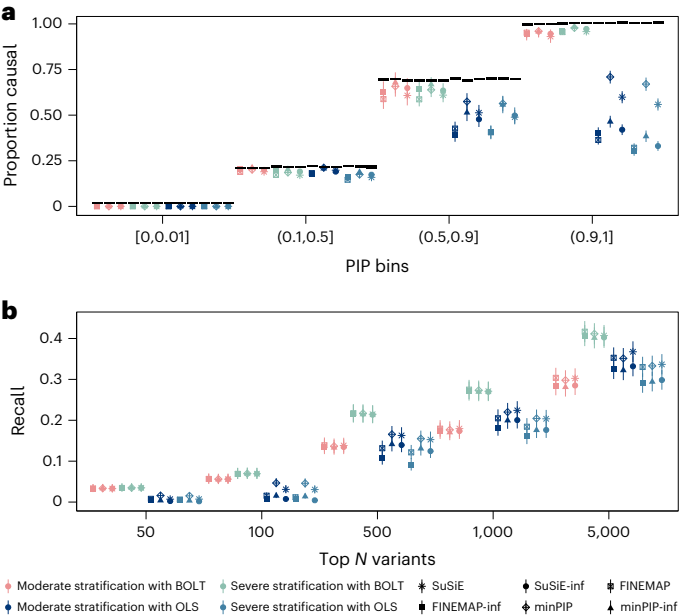 a
Proportion causal
1.00
0.75
0.50
0.25
0
[0,0.01]
(0.1,0.5]
(0.5,0.9]
(0.9,1]
PIP bins
b
Recall
0.4
0.3
0.2
0.1
0
50
100
500
1,000
5,000
Top N variants
Moderate stratification with BOLT
Severe stratification with BOLT
SuSiE
SuSiE-inf
FINEMAP
Moderate stratification with OLS
Severe stratification with OLS
FINEMAP-inf
minPIP
minPIP-inf